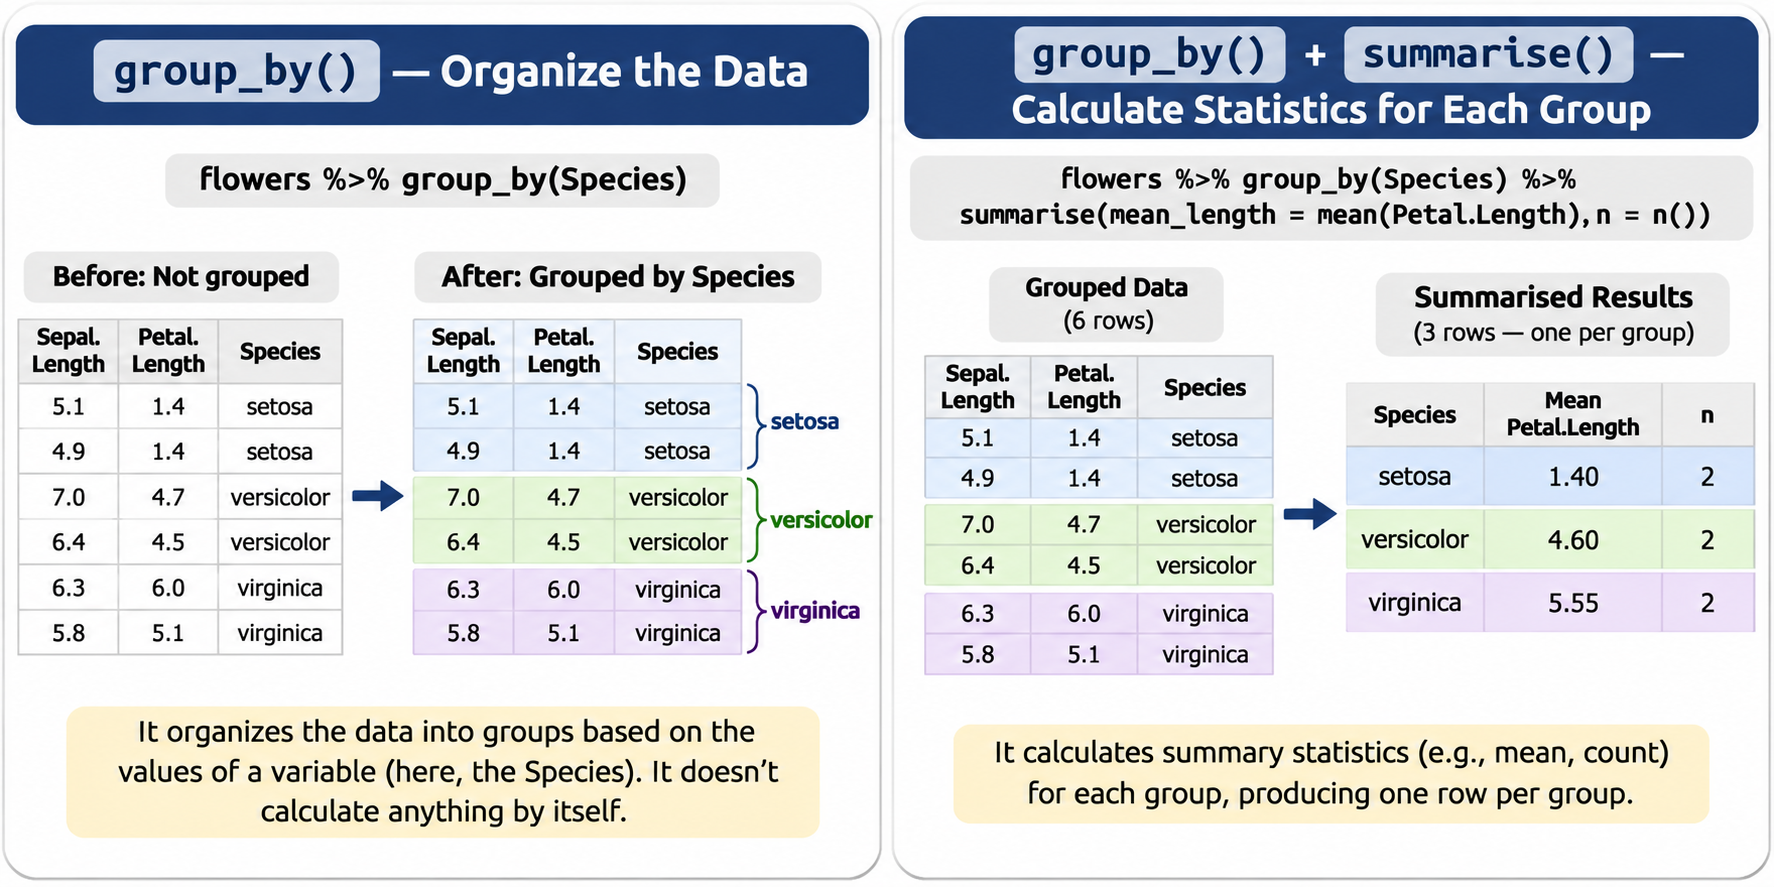 group_by() — Organize the Data
flowers %>% group_by(Species)
Before: Not grouped
Sepal. Length Petal. Length Species
5.1 1.4 setosa
4.9 1.4 setosa
7.0 4.7 versicolor
6.4 4.5 versicolor
6.3 6.0 virginica
5.8 5.1 virginica
After: Grouped by Species
Sepal. Length Petal. Length Species
5.1 1.4 setosa
4.9 1.4 setosa
7.0 4.7 versicolor
6.4 4.5 versicolor
6.3 6.0 virginica
5.8 5.1 virginica
setosa
versicolor
virginica
It organizes the data into groups based on the
values of a variable (here, the Species). It doesn’t
calculate anything by itself.
group_by() + summarise() —
Calculate Statistics for Each Group
flowers %>% group_by(Species) %>%
summarise(mean_length = mean(Petal.Length), n = n())
Grouped Data
(6 rows)
Sepal. Length Petal. Length Species
5.1 1.4 setosa
4.9 1.4 setosa
7.0 4.7 versicolor
6.4 4.5 versicolor
6.3 6.0 virginica
5.8 5.1 virginica
Summarised Results
(3 rows — one per group)
Species Mean Petal.Length n
setosa 1.40 2
versicolor 4.60 2
virginica 5.55 2
It calculates summary statistics (e.g., mean, count)
for each group, producing one row per group.